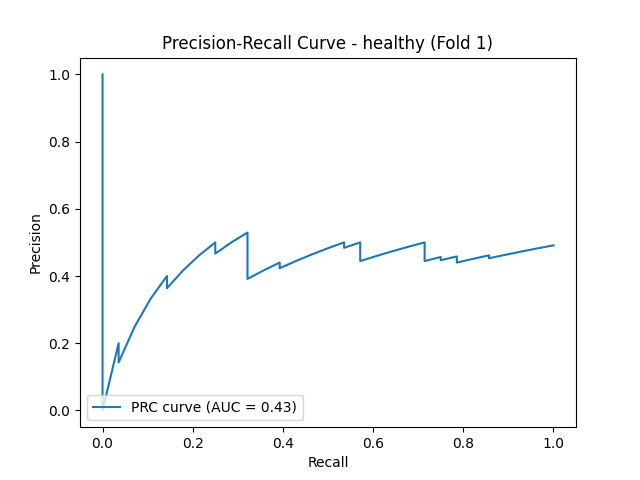 Precision-Recall Curve - healthy (Fold 1)
1.0
0.8
0.6
0.4
0.2
0.0
Precision
PRC curve (AUC = 0.43)
0.0 0.2 0.4 0.6 0.8 1.0
Recall